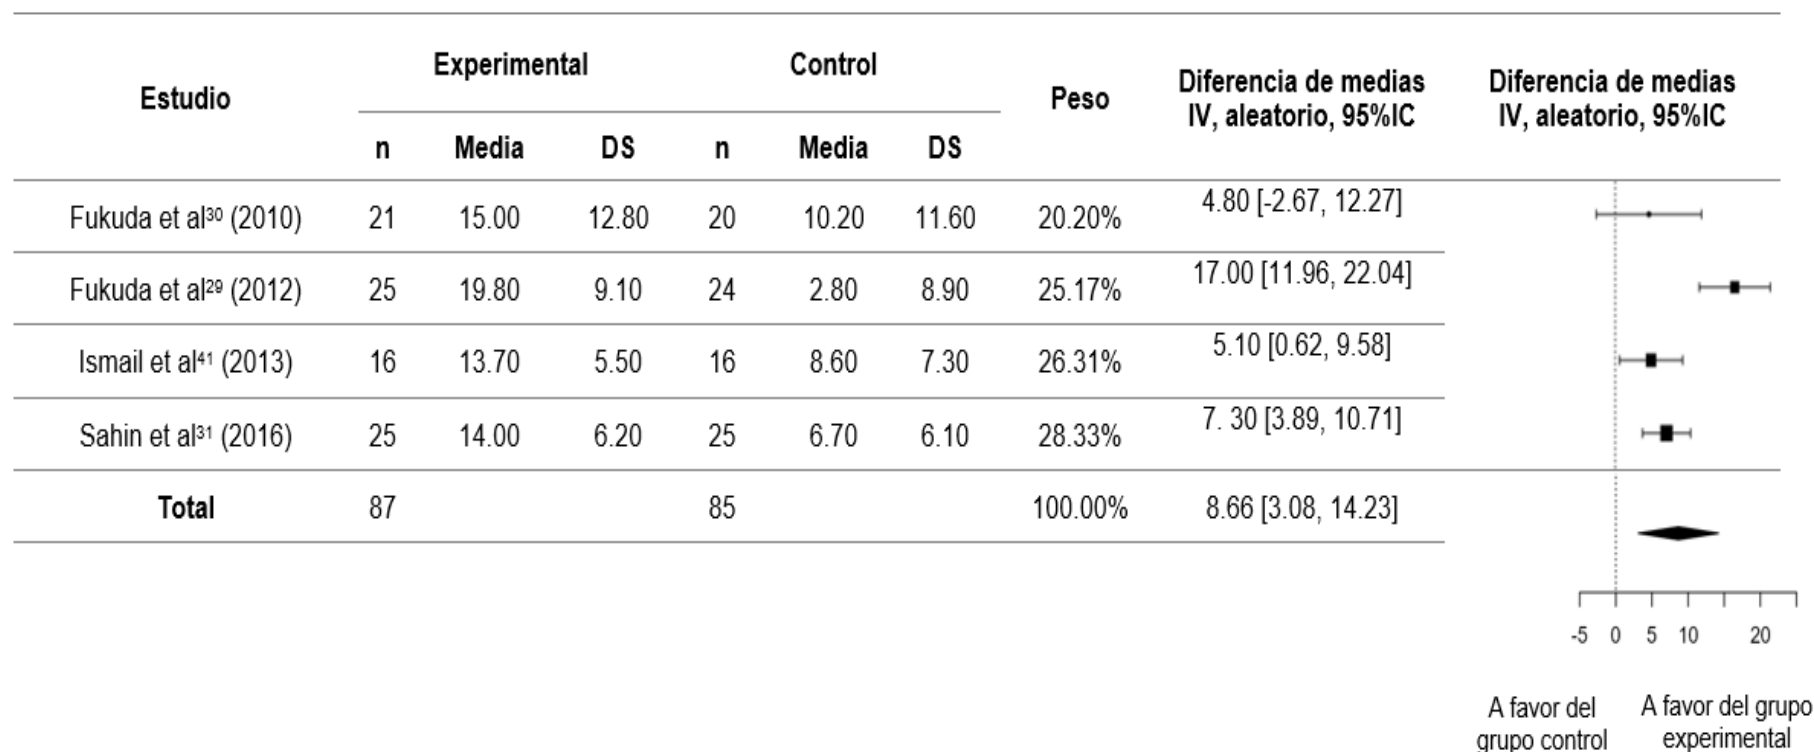 Estudio Experimental Control Peso Diferencia de medias IV, aleatorio, 95%IC Diferencia de medias IV, aleatorio, 95%IC
n Media DS n Media DS
Fukuda et al³⁰ (2010) 21 15.00 12.80 20 10.20 11.60 20.20% 4.80 [-2.67, 12.27]
Fukuda et al²⁹ (2012) 25 19.80 9.10 24 2.80 8.90 25.17% 17.00 [11.96, 22.04]
Ismail et al⁴¹ (2013) 16 13.70 5.50 16 8.60 7.30 26.31% 5.10 [0.62, 9.58]
Sahin et al³¹ (2016) 25 14.00 6.20 25 6.70 6.10 28.33% 7. 30 [3.89, 10.71]
Total 87 85 100.00% 8.66 [3.08, 14.23]
-5 0 5 10 20
A favor del grupo control
A favor del grupo experimental